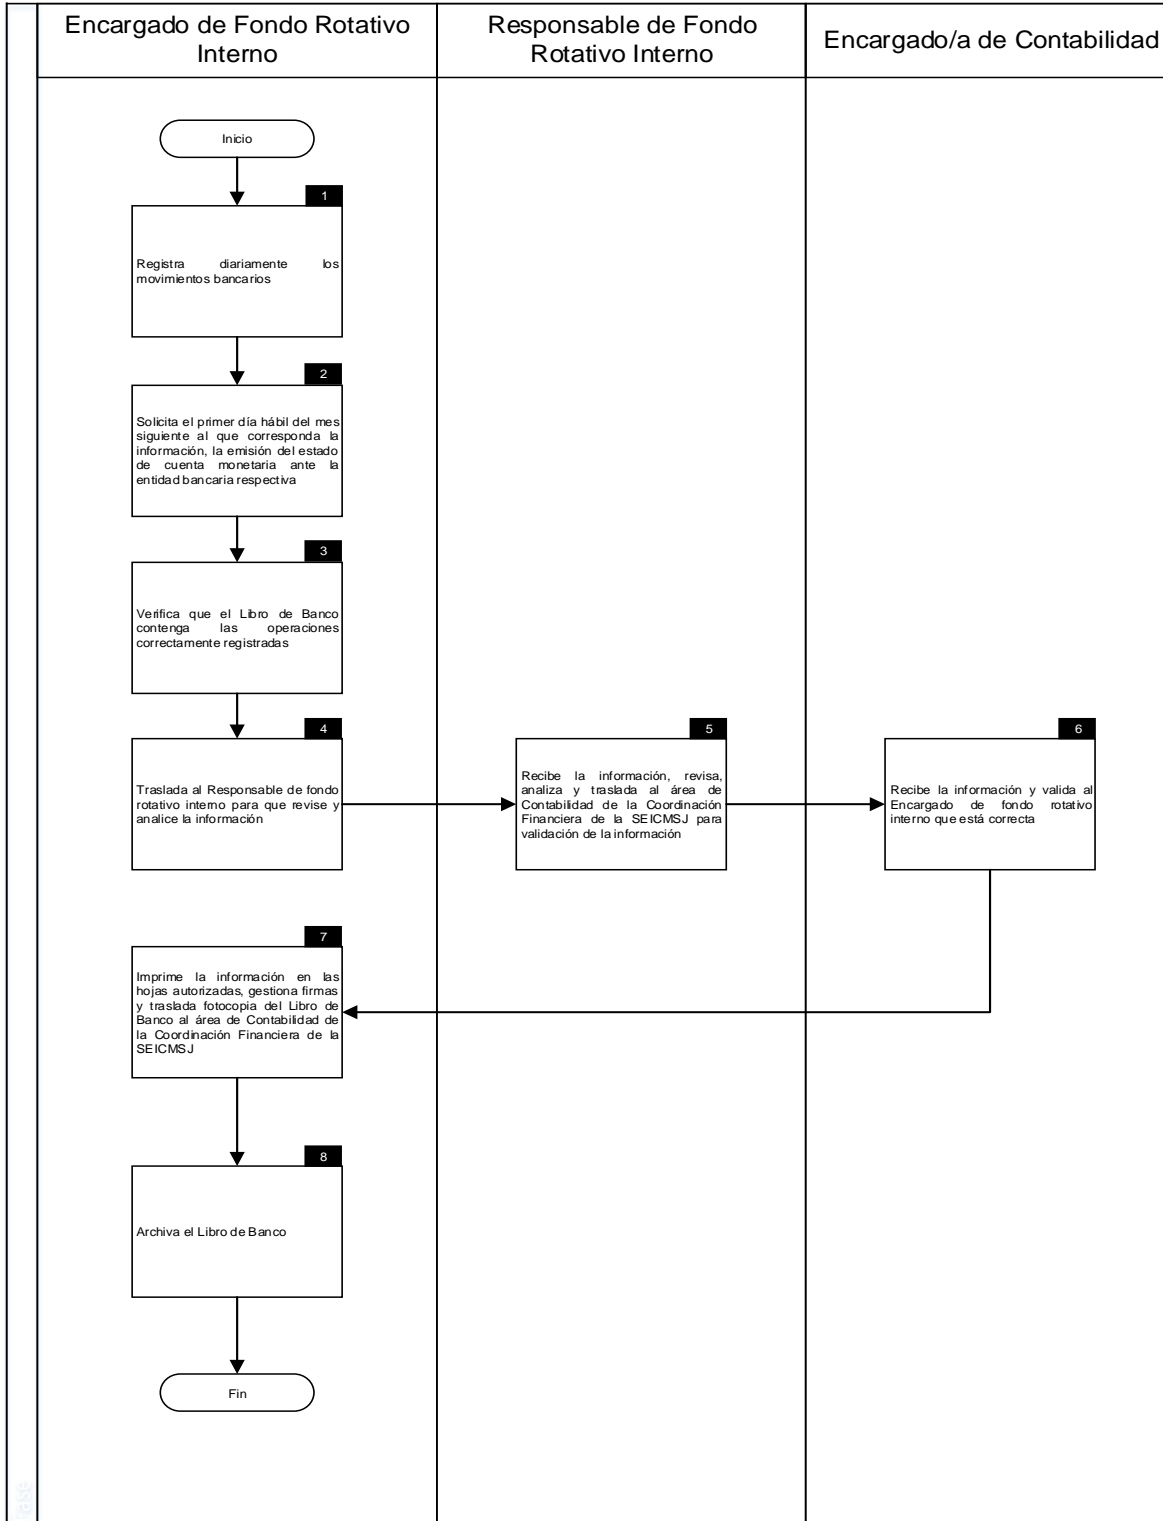 Encargado de Fondo Rotativo
Interno
Responsable de Fondo
Rotativo Interno
Encargado/a de Contabilidad
Inicio
1
Registra diariamente los
movimientos bancarios
2
Solicita el primer día hábil del mes
siguiente al que corresponda la
información, la emisión del estado
de cuenta monetaria ante la
entidad bancaria respectiva
3
Verifica que el Libro de Banco
contenga las operaciones
correctamente registradas
4
Traslada al Responsable de fondo
rotativo interno para que revise y
analice la información
5
Recibe la información, revisa,
analiza y traslada al área de
Contabilidad de la Coordinación
Financiera de la SEICMSJ para
validación de la información
6
Recibe la información y valida al
Encargado de fondo rotativo
interno que está correcta
7
Imprime la información en las
hojas autorizadas, gestiona firmas
y traslada fotocopia del Libro de
Banco al área de Contabilidad de
la Coordinación Financiera de la
SEICMSJ
8
Archiva el Libro de Banco
Fin
Fase